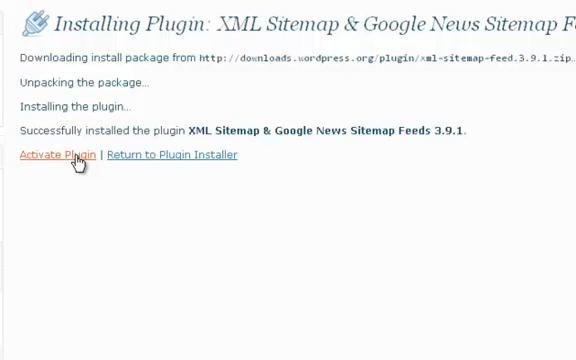 Installing Plugin: XML Sitemap & Google News Sitemap Fe
Downloading install package from http://downloads.wordpress.org/plugin/xml-sitemap-feed.3.9.1.zip…
Unpacking the package…
Installing the plugin…
Successfully installed the plugin XML Sitemap & Google News Sitemap Feeds 3.9.1.
Activate Plugin | Return to Plugin Installer